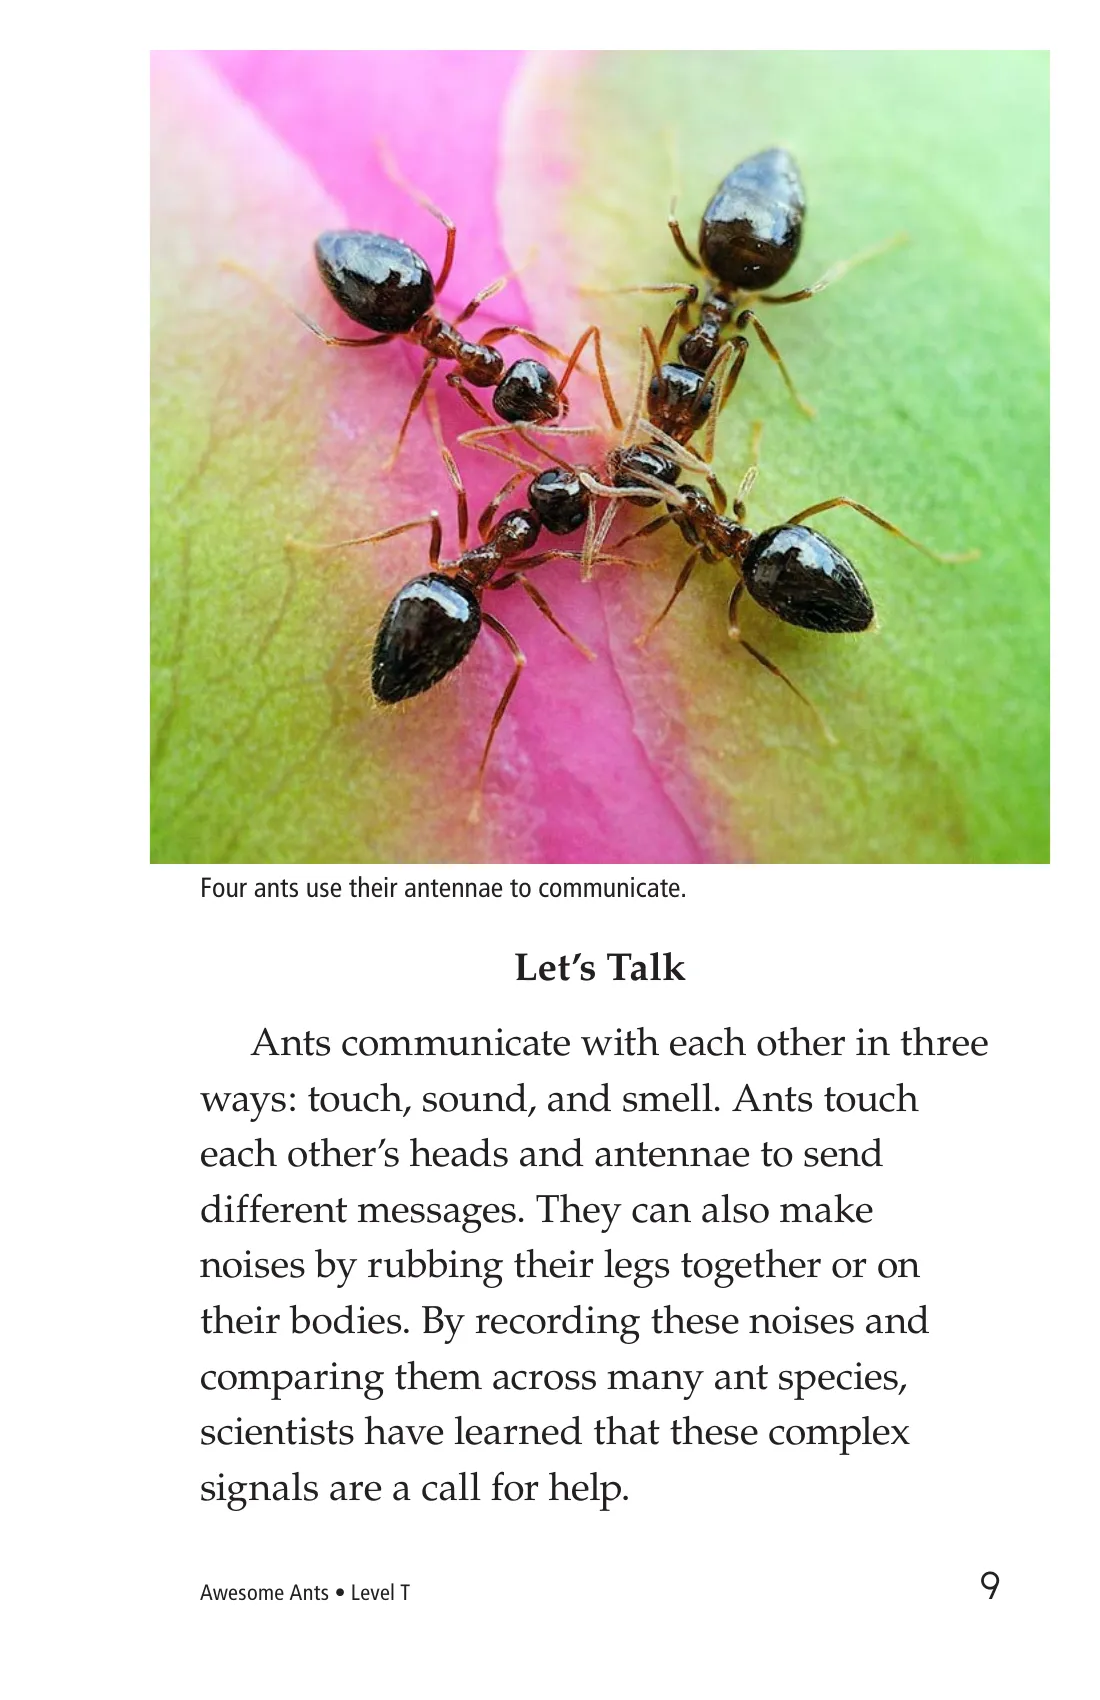 Four ants use their antennae to communicate.
Let’s Talk
Ants communicate with each other in three
ways: touch, sound, and smell. Ants touch
each other’s heads and antennae to send
different messages. They can also make
noises by rubbing their legs together or on
their bodies. By recording these noises and
comparing them across many ant species,
scientists have learned that these complex
signals are a call for help.
Awesome Ants • Level T
9